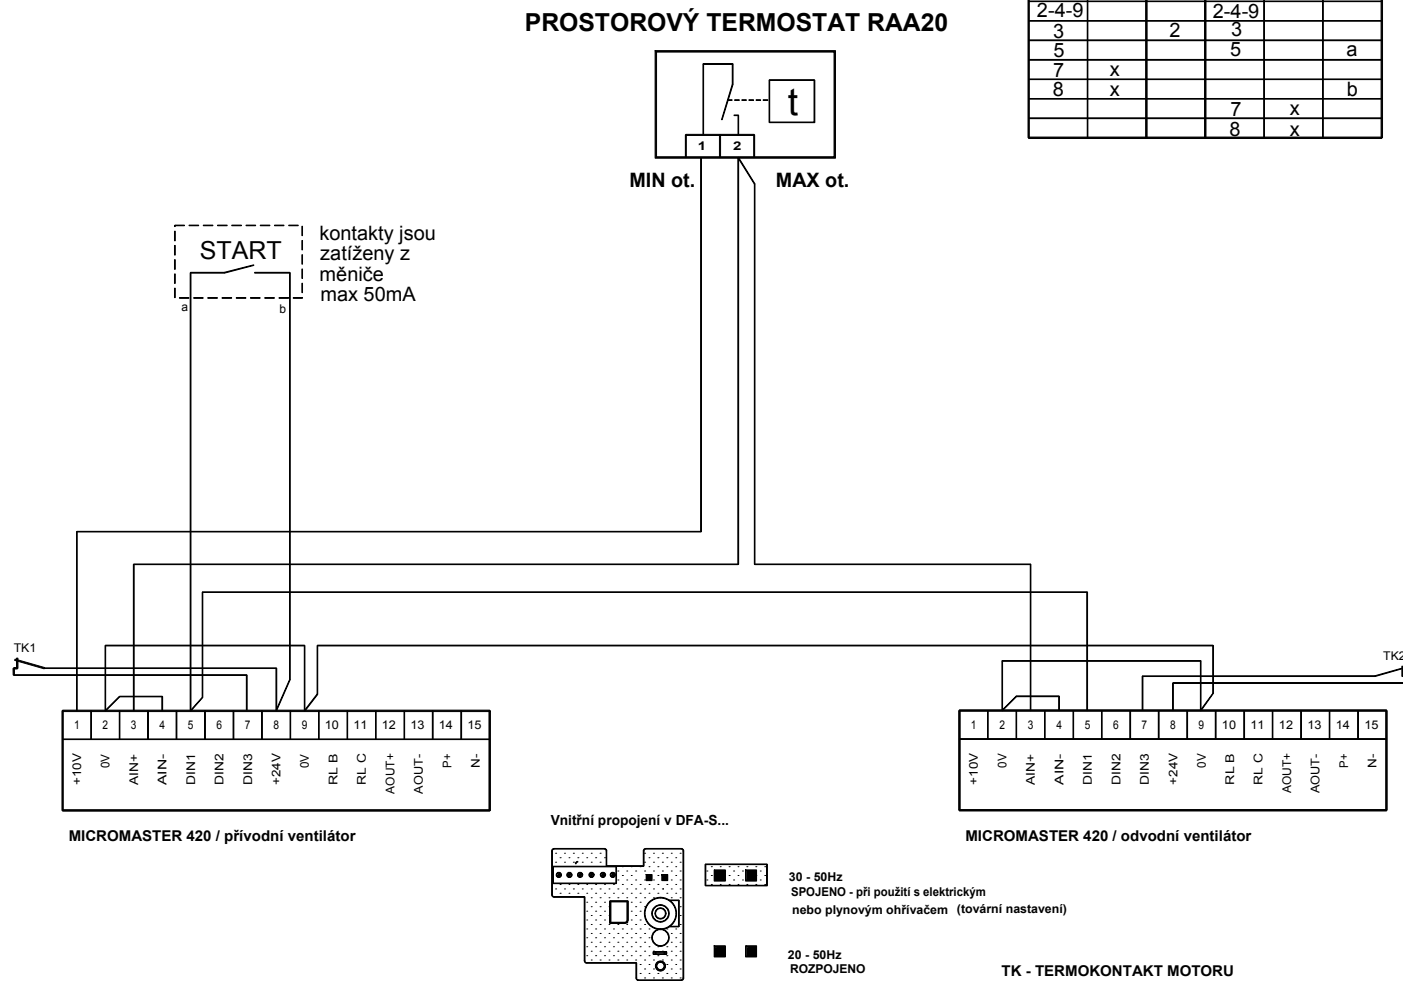 PROSTOROVÝ TERMOSTAT RAA20
2-4-9 2-4-9
3 2 3
5 5 a
7 x
8 x b
7 x
8 x
t
1 2
MIN ot. MAX ot.
START
a b
kontakty jsou
zatíženy z
měniče
max 50mA
TK1
TK2
1 2 3 4 5 6 7 8 9 10 11 12 13 14 15
+10V 0V AIN+ AIN- DIN1 DIN2 DIN3 +24V 0V RL B RL C AOUT+ AOUT- P+ N-
MICROMASTER 420 / přívodní ventilátor
1 2 3 4 5 6 7 8 9 10 11 12 13 14 15
+10V 0V AIN+ AIN- DIN1 DIN2 DIN3 +24V 0V RL B RL C AOUT+ AOUT- P+ N-
MICROMASTER 420 / odvodní ventilátor
Vnitřní propojení v DFA-S...
30 - 50Hz
SPOJENO - při použití s elektrickým
nebo plynovým ohřívačem (tovární nastavení)
20 - 50Hz
ROZPOJENO
TK - TERMOKONTAKT MOTORU